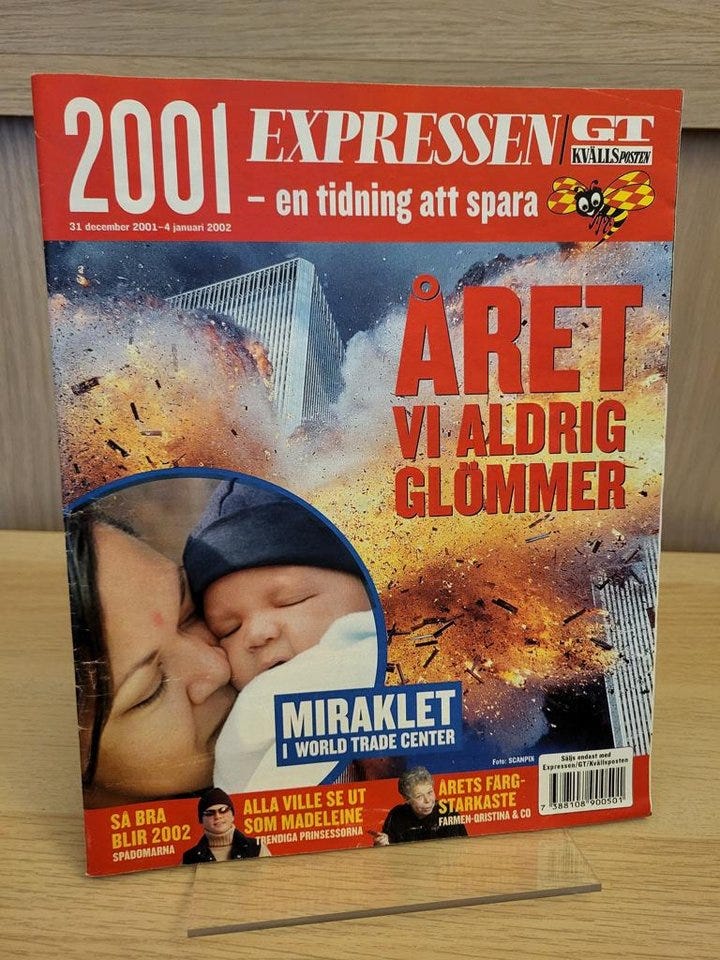 2001 EXPRESSEN/GT
KVÄLLSPOSTEN
– en tidning att spara
31 december 2001–4 januari 2002
ÅRET
VI ALDRIG
GLÖMMER
MIRAKLET
I WORLD TRADE CENTER
Foto: SCANPIX
Säljs endast med
Expressen/GT/Kvällsposten
7 388108 900501
SÅ BRA
BLIR 2002
SPÅDOMARNA
ALLA VILLE SE UT
SOM MADELEINE
TRENDIGA PRINSESSORNA
ÅRETS FÄRG-
STARKASTE
FARMEN-QRISTINA & CO